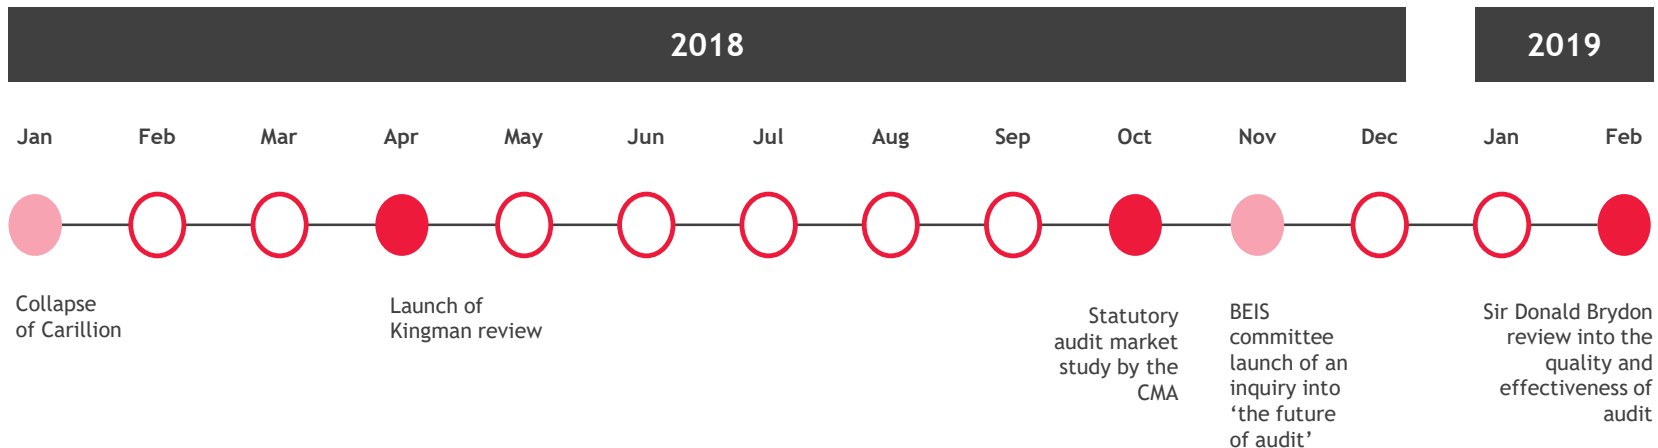 2018
2019
Jan
Feb
Mar
Apr
May
Jun
Jul
Aug
Sep
Oct
Nov
Dec
Jan
Feb
Collapse
of Carillion
Launch of
Kingman review
Statutory
audit market
study by the
CMA
BEIS
committee
launch of an
inquiry into
‘the future
of audit’
Sir Donald Brydon
review into the
quality and
effectiveness of
audit